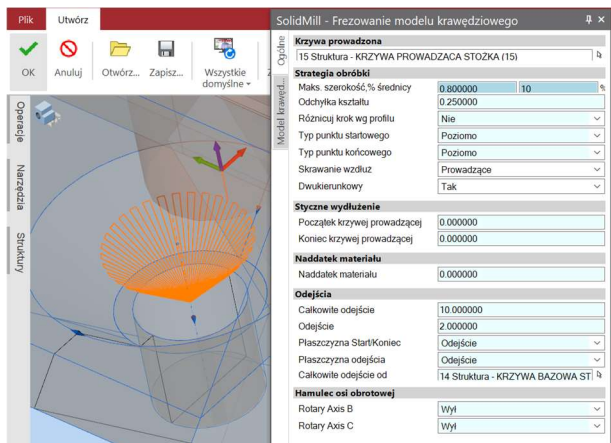 Plik Utwórz
OK Anuluj Otwórz... Zapisz... Wszystkie
domyślne
Operacje
Narzędzia
Struktury
SolidMill - Frezowanie modelu krawędziowego
Ogólne
Model krawęd...
Krzywa prowadzona
15 Struktura - KRZYWA PROWADZĄCA STOŻKA (15)
Strategia obróbki
Maks. szerokość,% średnicy 0.800000 10 %
Odchyłka kształtu 0.250000
Różnicuj krok wg profilu Nie
Typ punktu startowego Poziomo
Typ punktu końcowego Poziomo
Skrawanie wzdłuz Prowadzące
Dwukierunkowy Tak
Styczne wydłużenie
Początek krzywej prowadzącej 0.000000
Koniec krzywej prowadzącej 0.000000
Naddatek materiału
Naddatek materiału 0.000000
Odejścia
Całkowite odejście 10.000000
Odejście 2.000000
Płaszczyzna Start/Koniec Odejście
Płaszczyzna odejścia Odejście
Całkowite odejście od 14 Struktura - KRZYWA BAZOWA ST
Hamulec osi obrotowej
Rotary Axis B Wył
Rotary Axis C Wył